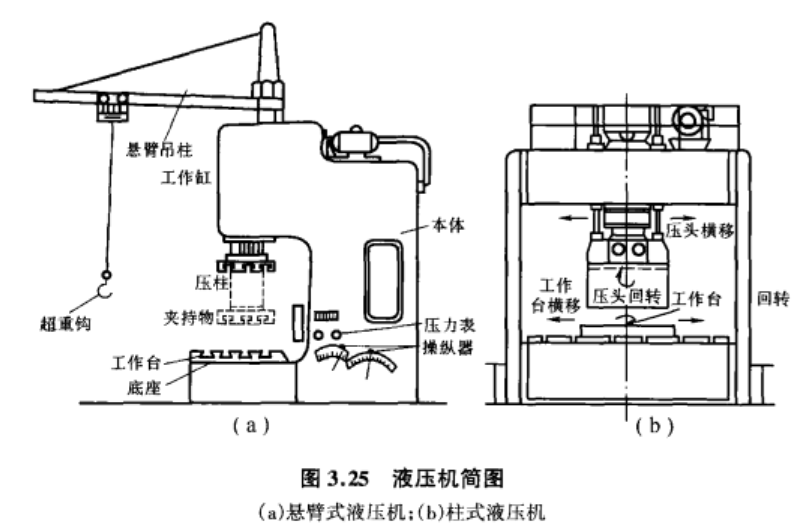 悬臂吊柱
工作缸
本体
压柱
夹持物
超重钩
压力表
操纵器
工作台
底座
(a)
压头横移
工作
台横移
压头回转
工作台
回转
(b)
图 3.25 液压机简图
(a)悬臂式液压机;(b)柱式液压机